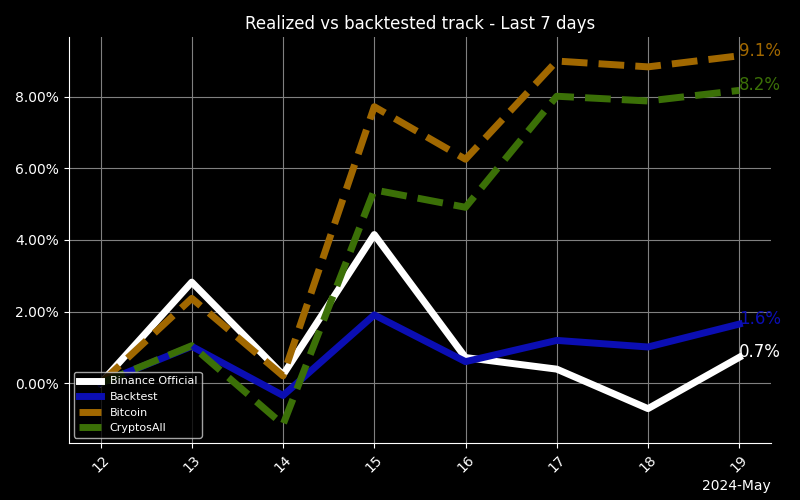 Realized vs backtested track - Last 7 days
9.1%
8.2%
8.00%
6.00%
4.00%
2.00%
1.6%
0.7%
0.00%
Binance Official
Backtest
Bitcoin
CryptosAll
12
13
14
15
16
17
18
19
2024-May